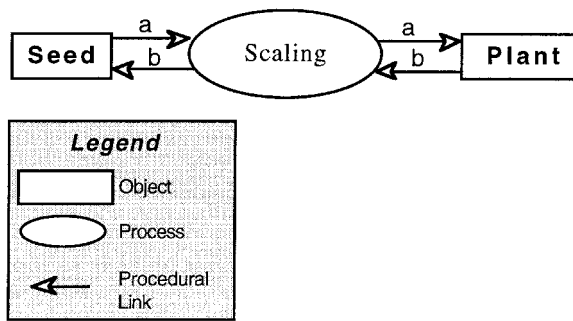 Seed a b Scaling a b Plant
Legend
Object
Process
Procedural
Link